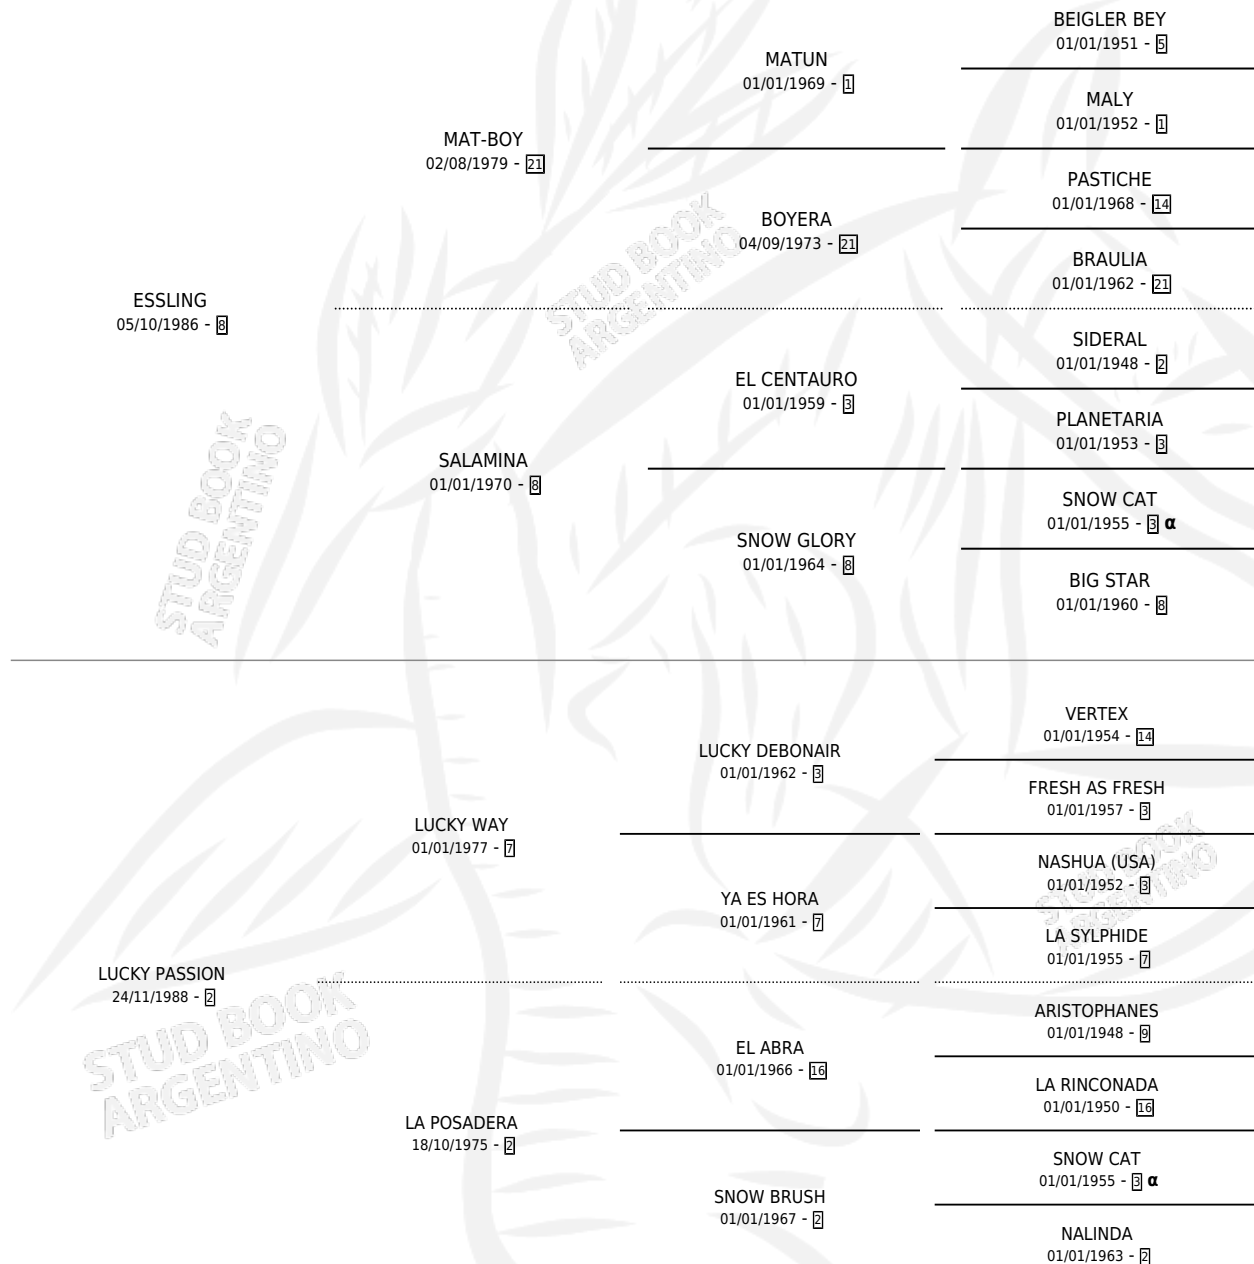 BEIGLER BEY
01/01/1951 - 5
MATUN
01/01/1969 - 1
MALY
01/01/1952 - 1
MAT-BOY
02/08/1979 - 21
PASTICHE
01/01/1968 - 14
BOYERA
04/09/1973 - 21
BRAULIA
01/01/1962 - 21
ESSLING
05/10/1986 - 8
STUD BOOK
ARGENTINO
SIDERAL
01/01/1948 - 2
EL CENTAURO
01/01/1959 - 3
PLANETARIA
01/01/1953 - 3
SALAMINA
01/01/1970 - 8
SNOW CAT
01/01/1955 - 3 α
SNOW GLORY
01/01/1964 - 8
BIG STAR
01/01/1960 - 8
STUD BOOK
ARGENTINO
VERTEX
01/01/1954 - 14
LUCKY DEBONAIR
01/01/1962 - 3
FRESH AS FRESH
01/01/1957 - 3
LUCKY WAY
01/01/1977 - 7
NASHUA (USA)
01/01/1952 - 3
YA ES HORA
01/01/1961 - 7
LA SYLPHIDE
01/01/1955 - 7
STUD BOOK
ARGENTINO
LUCKY PASSION
24/11/1988 - 2
ARISTOPHANES
01/01/1948 - 9
EL ABRA
01/01/1966 - 16
LA RINCONADA
01/01/1950 - 16
LA POSADERA
18/10/1975 - 2
SNOW CAT
01/01/1955 - 3 α
SNOW BRUSH
01/01/1967 - 2
NALINDA
01/01/1963 - 2
STUD BOOK
ARGENTINO